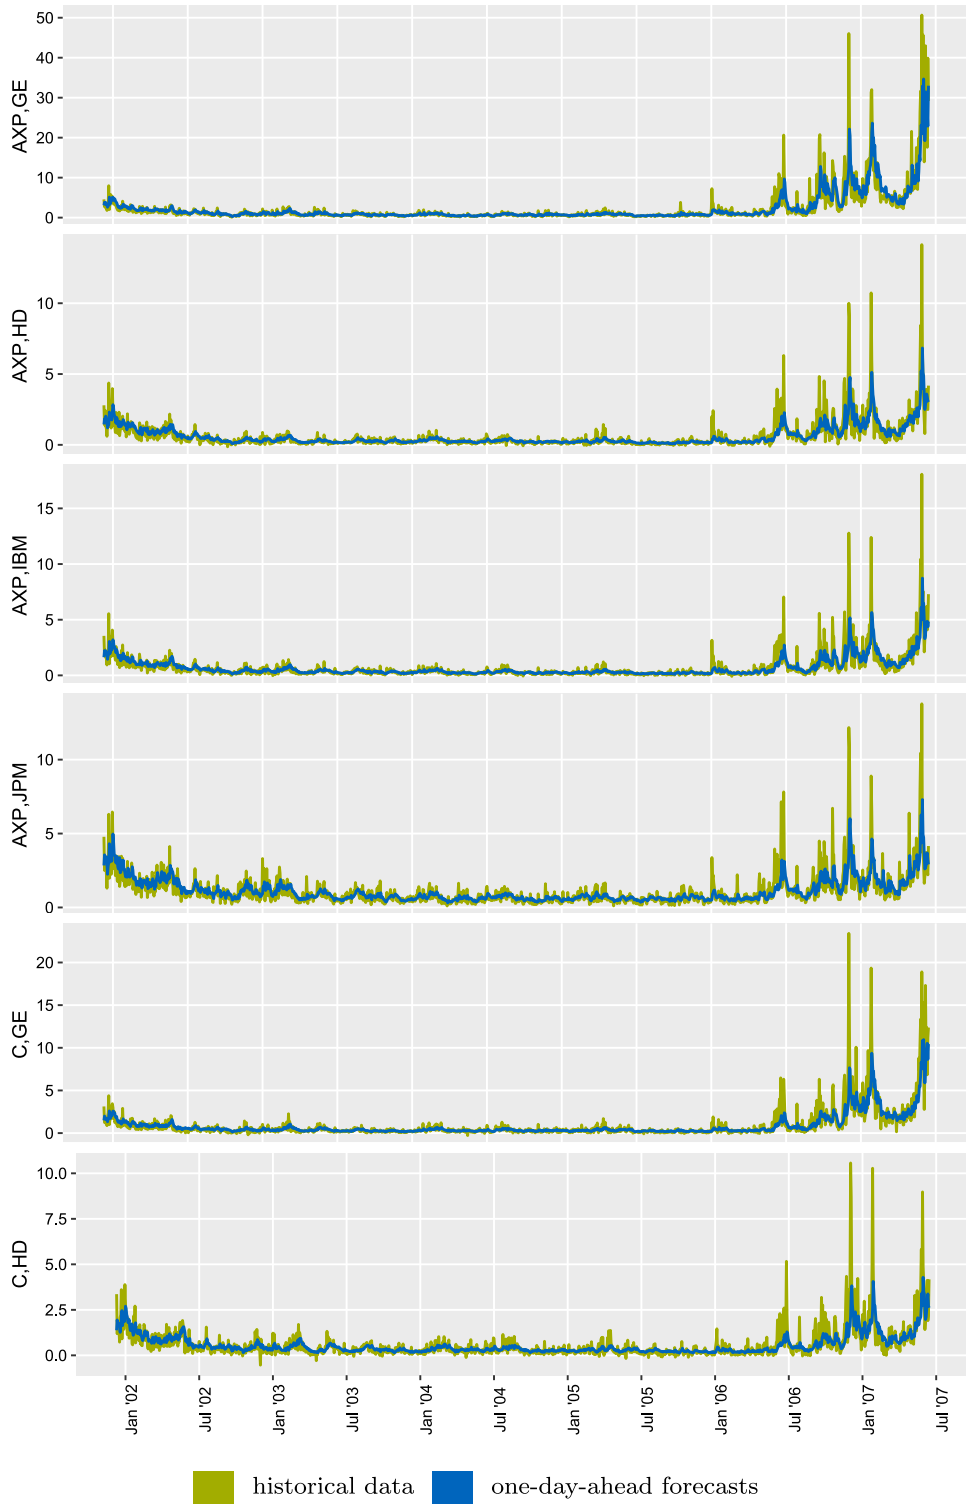 50
40
30
20
10
0
AXP,GE
10
5
0
AXP,HD
15
10
5
0
AXP,IBM
10
5
0
AXP,JPM
20
15
10
5
0
C,GE
10.0
7.5
5.0
2.5
0.0
C,HD
Jan '02
Jul '02
Jan '03
Jul '03
Jan '04
Jul '04
Jan '05
Jul '05
Jan '06
Jul '06
Jan '07
Jul '07
historical data one-day-ahead forecasts